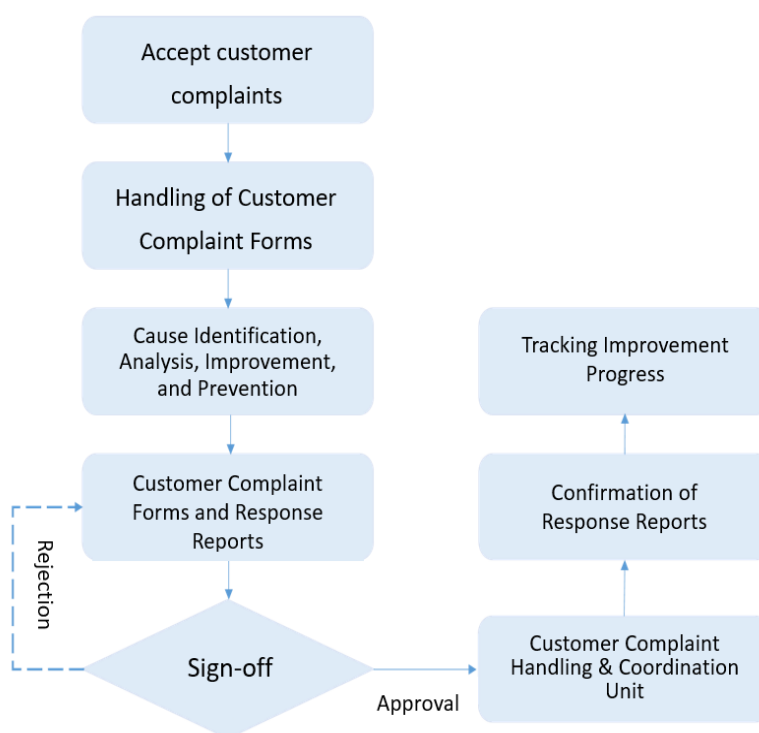 Accept customer
complaints
Handling of Customer
Complaint Forms
Cause Identification,
Analysis, Improvement,
and Prevention
Customer Complaint
Forms and Response
Reports
Rejection
Sign-off
Approval
Customer Complaint
Handling & Coordination
Unit
Confirmation of
Response Reports
Tracking Improvement
Progress